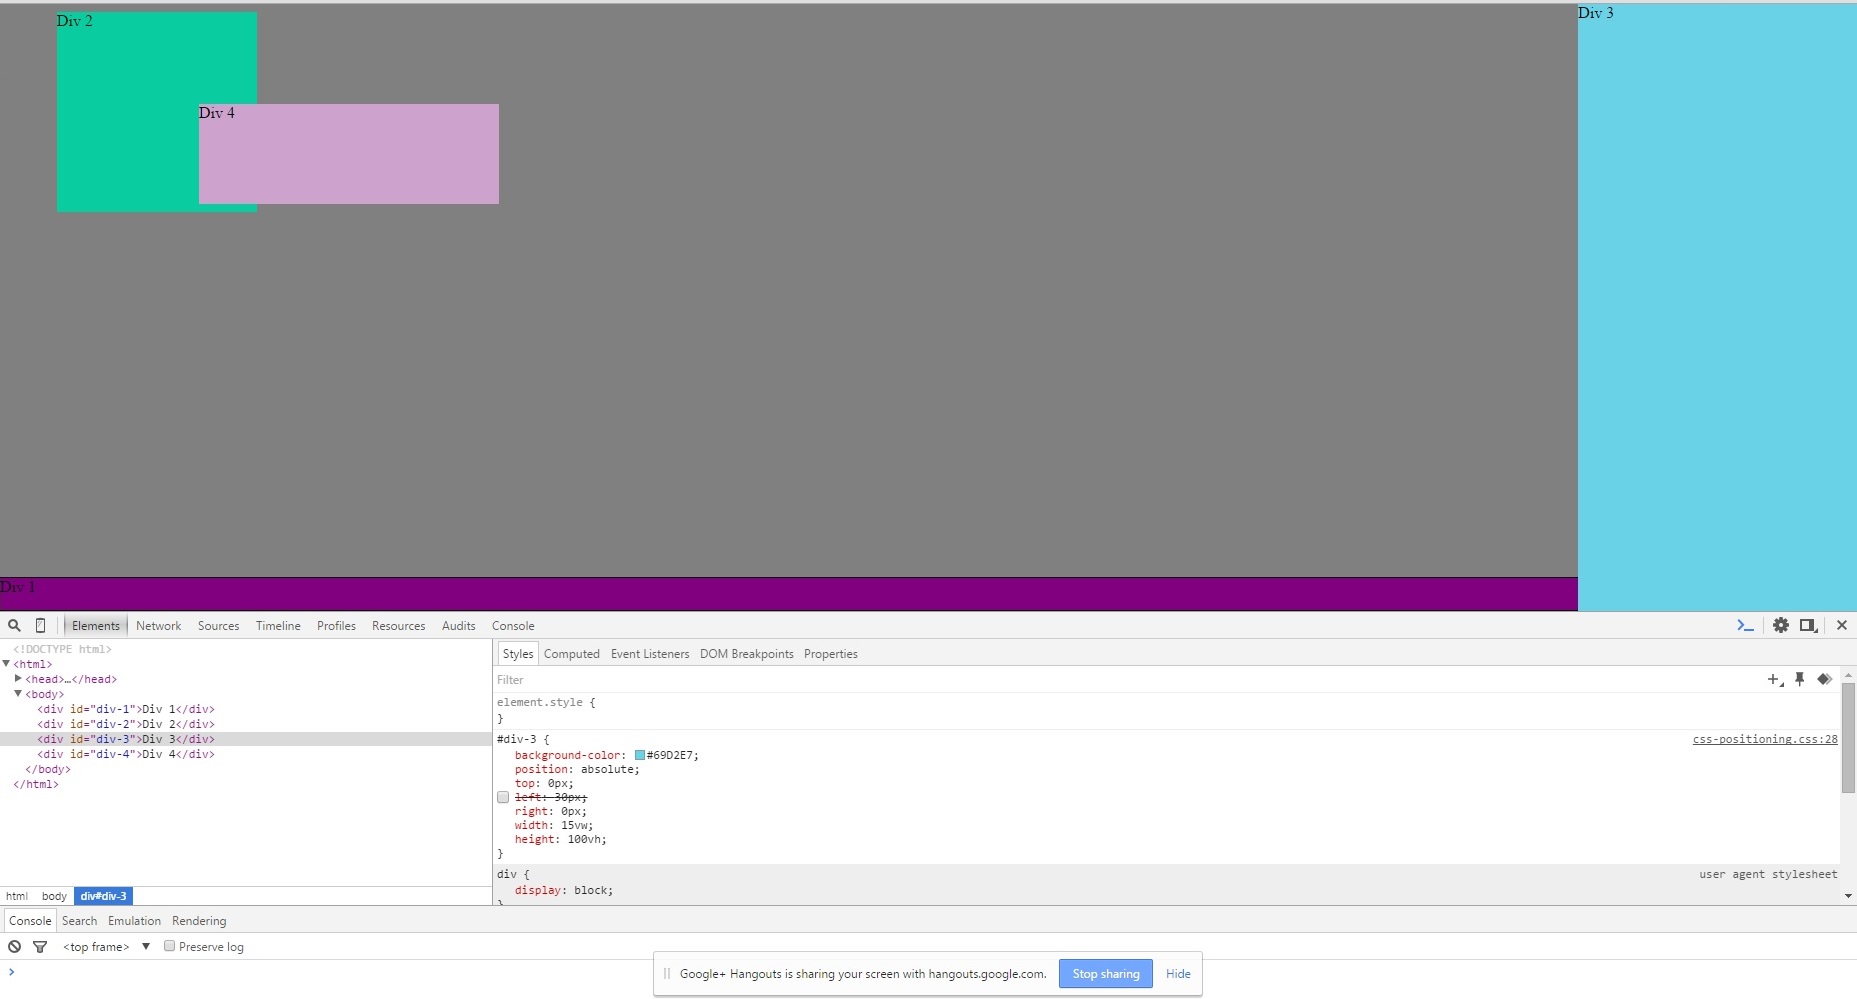 Div 2
Div 3
Div 4
Div 1
Elements Network Sources Timeline Profiles Resources Audits Console
<!DOCTYPE html>
<html>
<head>…</head>
<body>
<div id="div-1">Div 1</div>
<div id="div-2">Div 2</div>
<div id="div-3">Div 3</div>
<div id="div-4">Div 4</div>
</body>
</html>
html body div#div-3
Styles Computed Event Listeners DOM Breakpoints Properties
Filter
element.style {
}
#div-3 { css-positioning.css:28
background-color: #69D2E7;
position: absolute;
top: 0px;
left: 30px;
right: 0px;
width: 15vw;
height: 100vh;
}
div { user agent stylesheet
display: block;
}
Console Search Emulation Rendering
<top frame> Preserve log
Google+ Hangouts is sharing your screen with hangouts.google.com. Stop sharing Hide